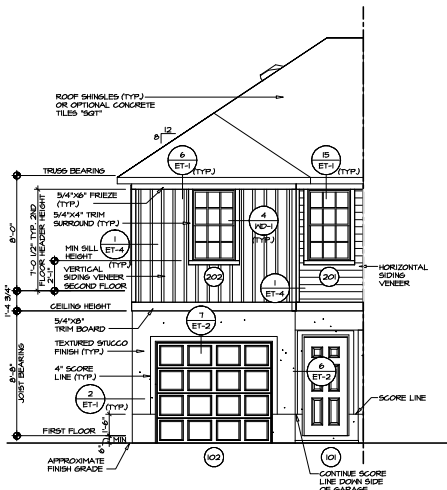 ROOF SHINGLES (TYP.)
OR OPTIONAL CONCRETE
TILES "SQT"
12
8
6
ET-1
(TYP.)
15
ET-1
(TYP.)
TRUSS BEARING
5/4"X6" FRIEZE
(TYP.)
5/4"X4" TRIM
SURROUND (TYP.)
8'-0"
7'-0 1/2" TYP. 2ND
FLOOR HEADER HEIGHT
1
ET-4
(TYP.)
4
WD-1
(TYP.)
MIN SILL
HEIGHT
2'-1"
VERTICAL
SIDING VENEER
SECOND FLOOR
202
201
HORIZONTAL
SIDING
VENEER
1
ET-4
1'-4 3/4"
CEILING HEIGHT
5/4"X8"
TRIM BOARD
7
ET-2
TEXTURED STUCCO
FINISH (TYP.)
4" SCORE
LINE (TYP.)
8'-8"
JOIST BEARING
6
ET-2
2
ET-1
(TYP.)
1'-6"
SCORE LINE
FIRST FLOOR
6"
MIN
APPROXIMATE
FINISH GRADE
102
101
CONTINUE SCORE
LINE DOWN SIDE
OF GARAGE